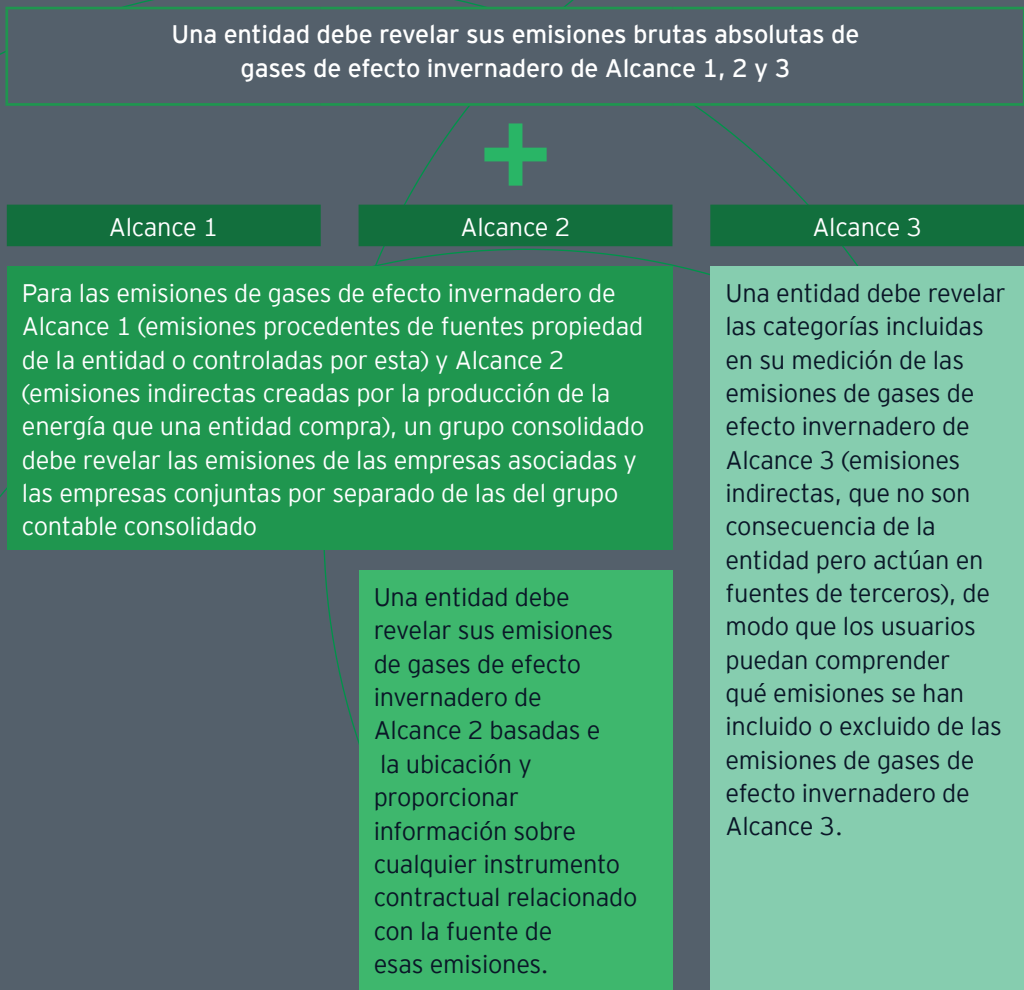 Una entidad debe revelar sus emisiones brutas absolutas de
gases de efecto invernadero de Alcance 1, 2 y 3
+
Alcance 1
Alcance 2
Alcance 3
Para las emisiones de gases de efecto invernadero de
Alcance 1 (emisiones procedentes de fuentes propiedad
de la entidad o controladas por esta) y Alcance 2
(emisiones indirectas creadas por la producción de la
energía que una entidad compra), un grupo consolidado
debe revelar las emisiones de las empresas asociadas y
las empresas conjuntas por separado de las del grupo
contable consolidado
Una entidad debe
revelar sus emisiones
de gases de efecto
invernadero de
Alcance 2 basadas e
la ubicación y
proporcionar
información sobre
cualquier instrumento
contractual relacionado
con la fuente de
esas emisiones.
Una entidad debe revelar
las categorías incluidas
en su medición de las
emisiones de gases de
efecto invernadero de
Alcance 3 (emisiones
indirectas, que no son
consecuencia de la
entidad pero actúan en
fuentes de terceros), de
modo que los usuarios
puedan comprender
qué emisiones se han
incluido o excluido de las
emisiones de gases de
efecto invernadero de
Alcance 3.